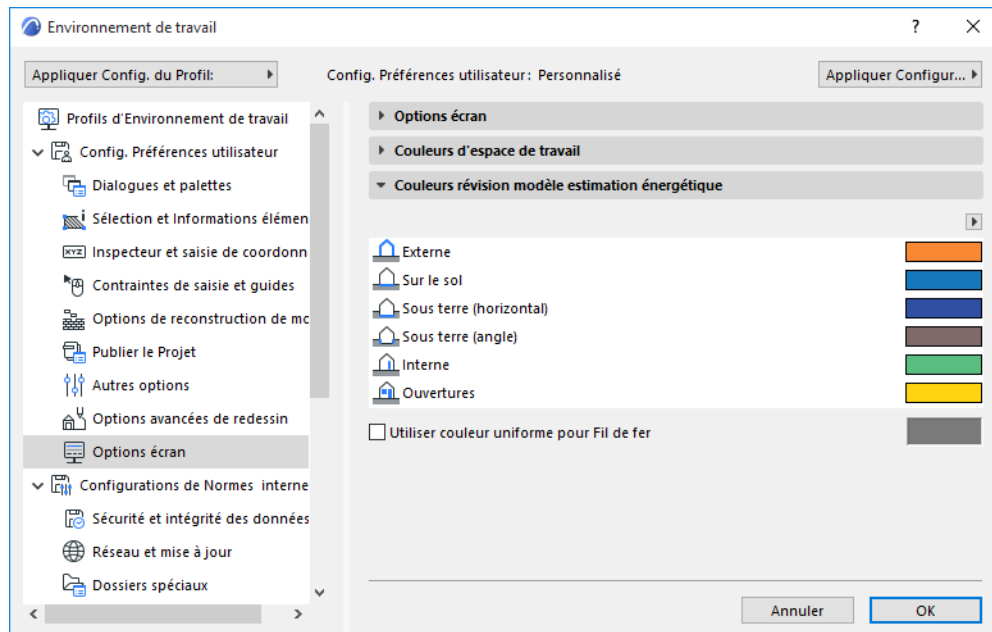 Environnement de travail
?
Appliquer Config. du Profil:
Config. Préférences utilisateur: Personnalisé
Appliquer Configur...
Profils d'Environnement de travail
Config. Préférences utilisateur
Dialogues et palettes
Sélection et Informations élémen
Inspecteur et saisie de coordonn
Contraintes de saisie et guides
Options de reconstruction de mo
Publier le Projet
Autres options
Options avancées de redessin
Options écran
Configurations de Normes interne
Sécurité et intégrité des données
Réseau et mise à jour
Dossiers spéciaux
Options écran
Couleurs d'espace de travail
Couleurs révision modèle estimation énergétique
Externe
Sur le sol
Sous terre (horizontal)
Sous terre (angle)
Interne
Ouvertures
Utiliser couleur uniforme pour Fil de fer
Annuler
OK